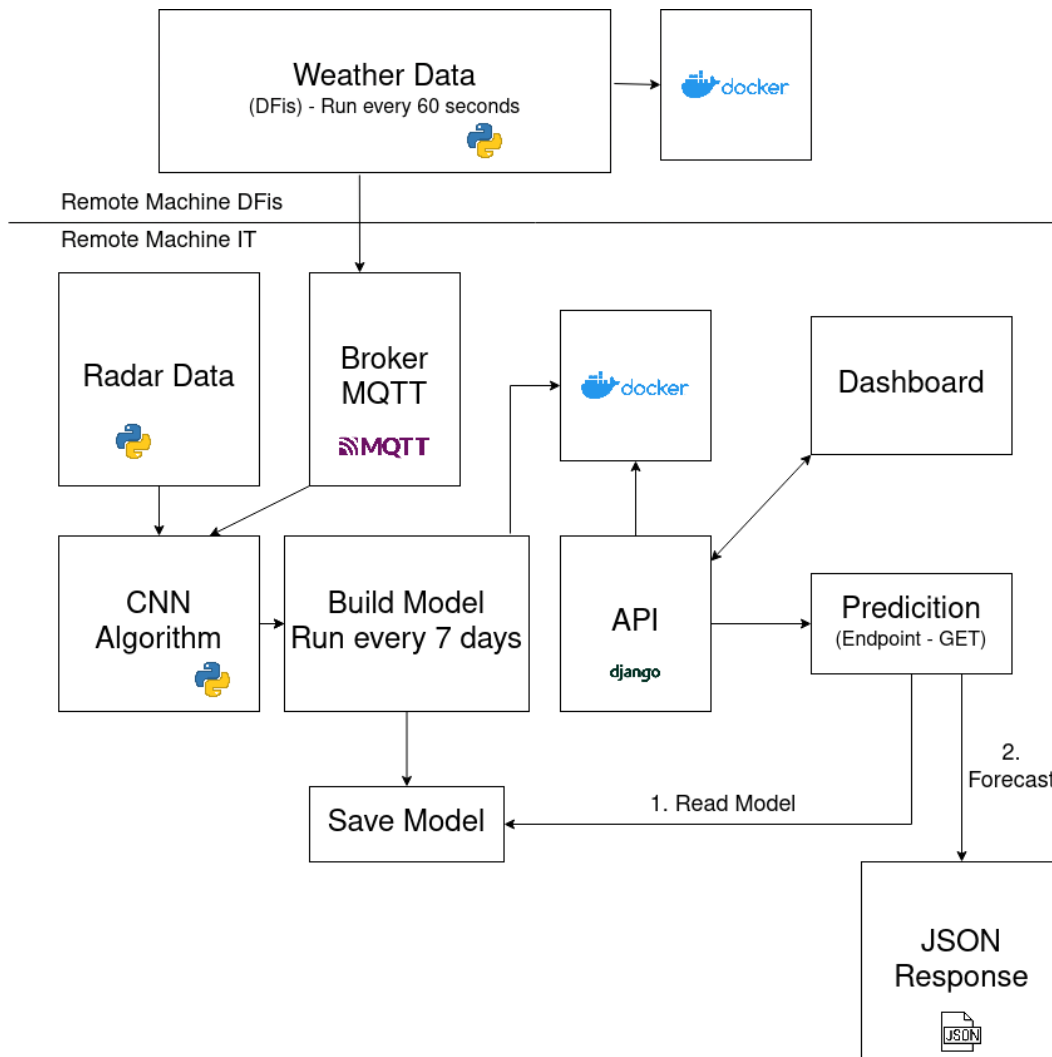 Weather Data
(DFis) - Run every 60 seconds
docker
Remote Machine DFis
Remote Machine IT
Radar Data
Broker
MQTT
MQTT
docker
Dashboard
CNN
Algorithm
Build Model
Run every 7 days
API
django
Predicition
(Endpoint - GET)
2.
Forecast
1. Read Model
Save Model
JSON
Response
JSON